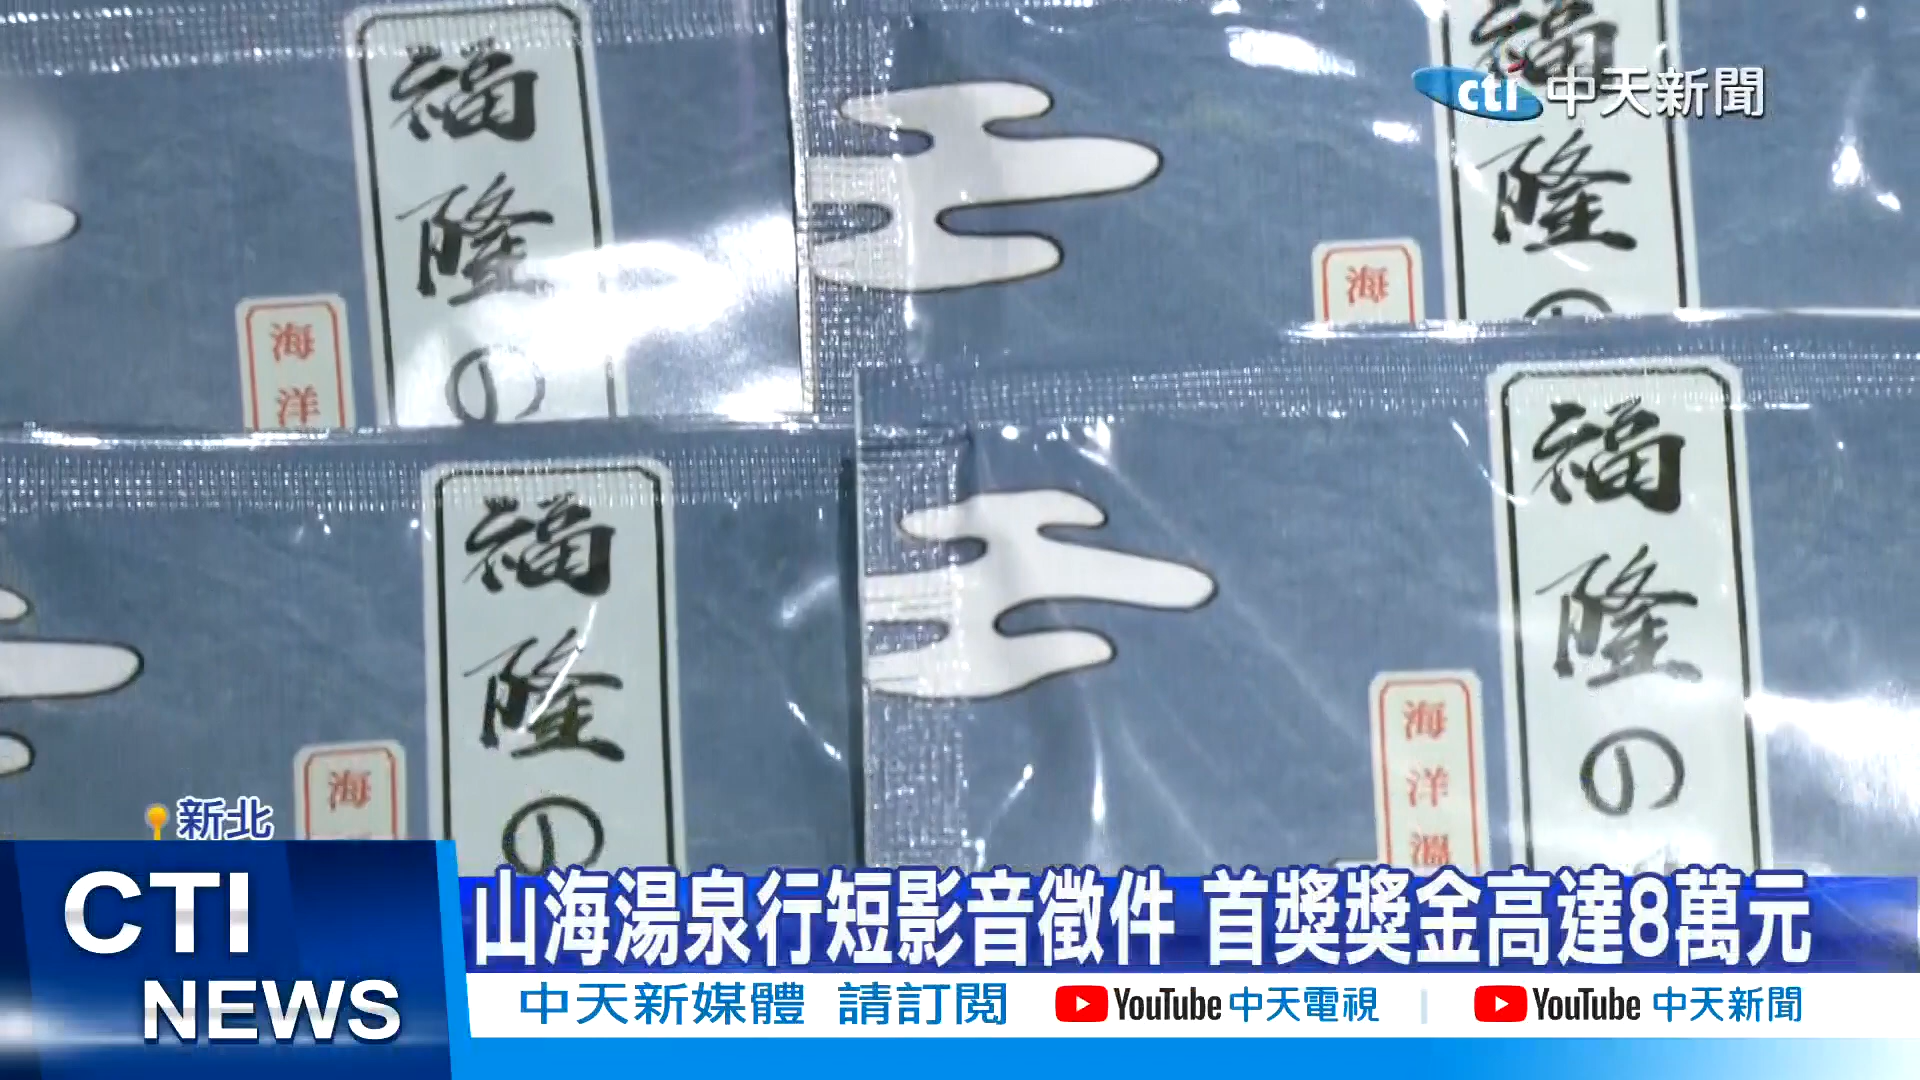 福隆の
海洋
cti 中天新聞
福隆の
海
福隆の
海
福隆の
海洋
新北
CTI NEWS
山海湯泉行短影音徵件 首獎獎金高達8萬元
中天新媒體 請訂閱 YouTube 中天電視 | YouTube 中天新聞